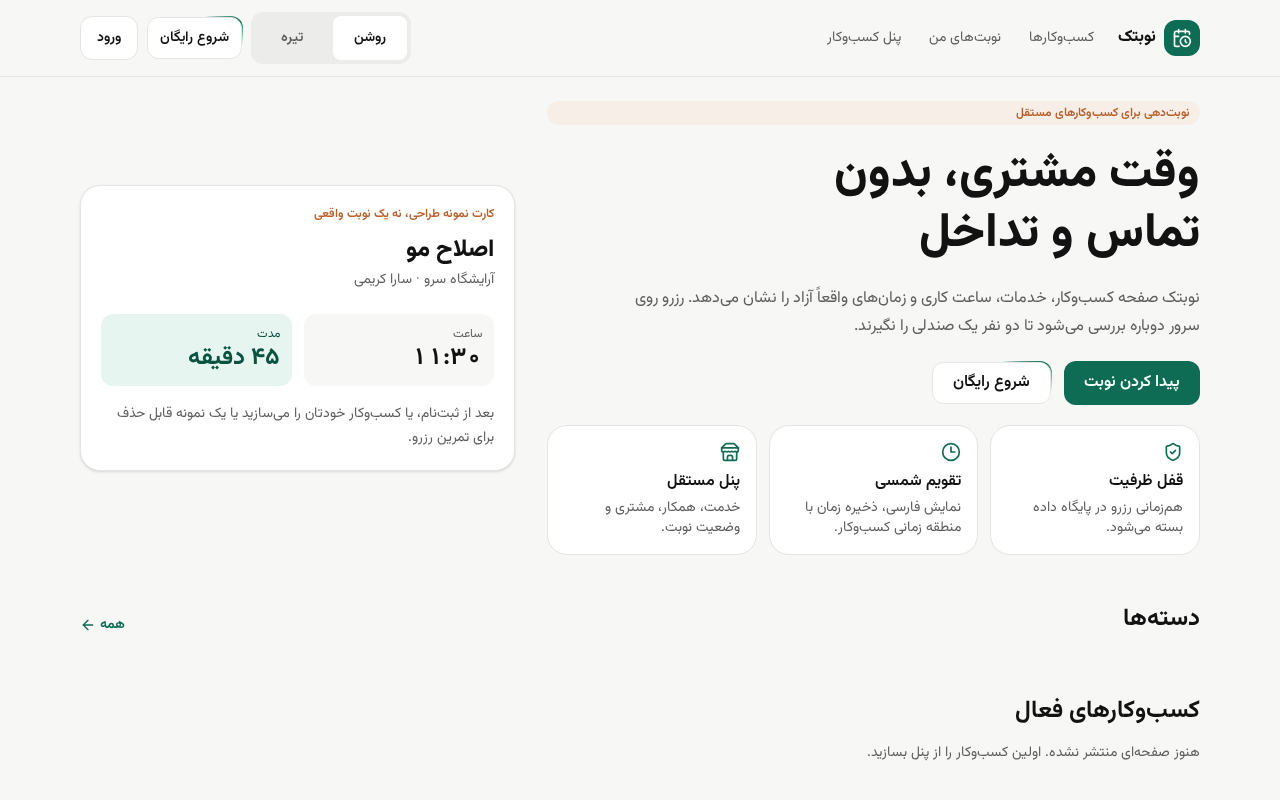 نوبتک
کسب‌وکارها
نوبت‌های من
پنل کسب‌وکار
روشن
تیره
شروع رایگان
ورود
نوبت‌دهی برای کسب‌وکارهای مستقل
وقت مشتری، بدون
تماس و تداخل
نوبتک صفحه کسب‌وکار، خدمات، ساعت کاری و زمان‌های واقعاً آزاد را نشان می‌دهد. رزرو روی
سرور دوباره بررسی می‌شود تا دو نفر یک صندلی را نگیرند.
پیدا کردن نوبت
شروع رایگان
قفل ظرفیت
هم‌زمانی رزرو در پایگاه داده
بسته می‌شود.
تقویم شمسی
نمایش فارسی، ذخیره زمان با
منطقه زمانی کسب‌وکار.
پنل مستقل
خدمت، همکار، مشتری و
وضعیت نوبت.
کارت نمونه طراحی، نه یک نوبت واقعی
اصلاح مو
آرایشگاه سرو · سارا کریمی
ساعت
۱۱:۳۰
مدت
۴۵ دقیقه
بعد از ثبت‌نام، یا کسب‌وکار خودتان را می‌سازید یا یک نمونه قابل حذف
برای تمرین رزرو.
دسته‌ها
همه ←
کسب‌وکارهای فعال
هنوز صفحه‌ای منتشر نشده. اولین کسب‌وکار را از پنل بسازید.